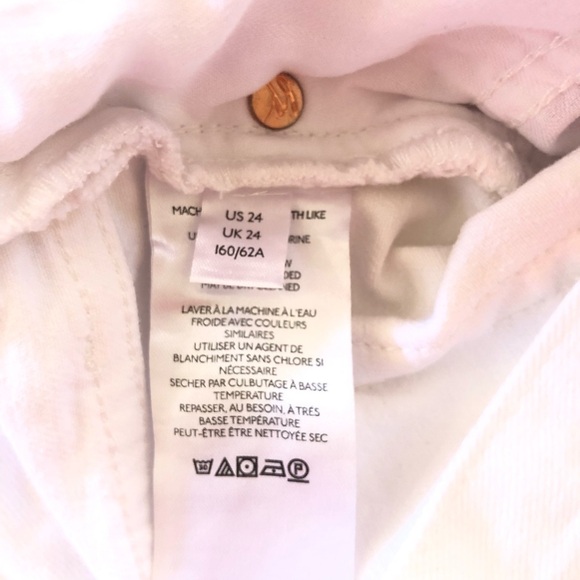 US 24
UK 24
160/62A
LAVER À LA MACHINE À L'EAU
FROIDE AVEC COULEURS
SIMILAIRES
UTILISER UN AGENT DE
BLANCHIMENT SANS CHLORE SI
NÉCESSAIRE
SECHER PAR CULBUTAGE À BASSE
TEMPERATURE
REPASSER, AU BESOIN, À TRÈS
BASSE TEMPÉRATURE
PEUT-ÊTRE ÊTRE NETTOYÉE SEC
30
P